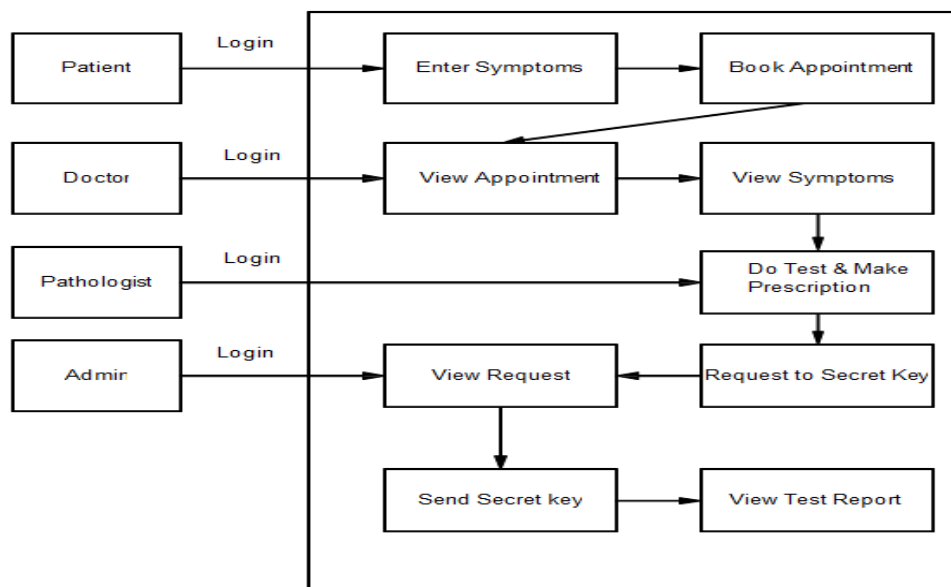 Login
Patient
Enter Symptoms
Book Appointment
Login
Doctor
View Appointment
View Symptoms
Login
Pathologist
Do Test & Make
Prescription
Login
Admin
View Request
Request to Secret Key
Send Secret key
View Test Report